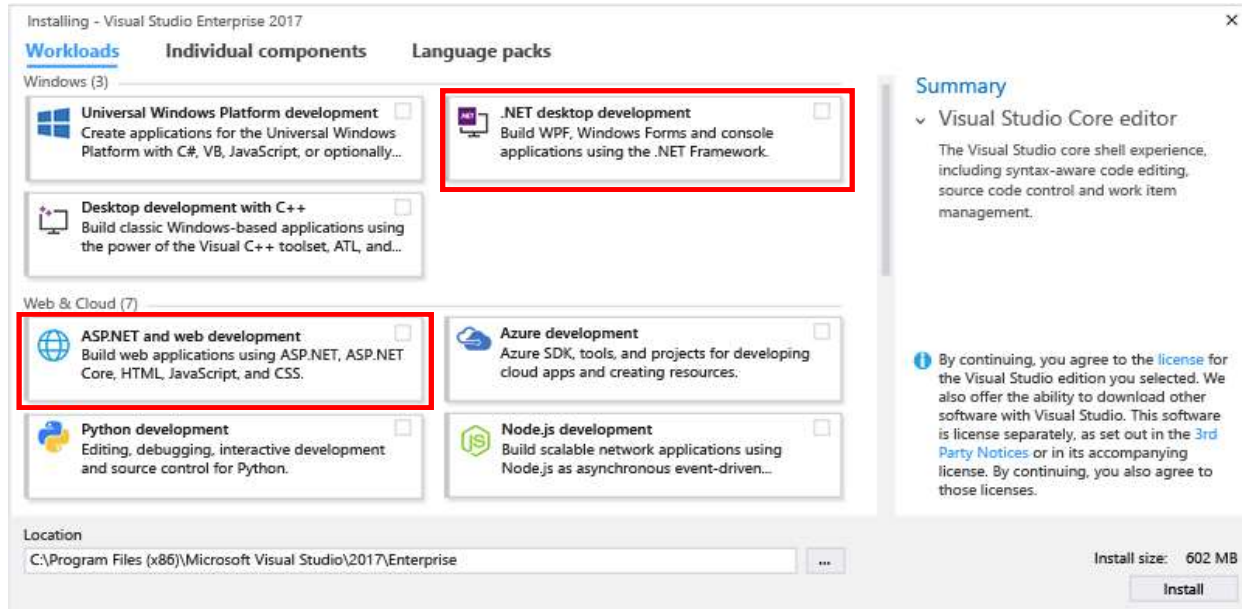 Installing - Visual Studio Enterprise 2017
Workloads Individual components Language packs
Windows (3)
Universal Windows Platform development
Create applications for the Universal Windows
Platform with C#, VB, JavaScript, or optionally...
.NET desktop development
Build WPF, Windows Forms and console
applications using the .NET Framework.
Desktop development with C++
Build classic Windows-based applications using
the power of the Visual C++ toolset, ATL, and...
Web & Cloud (7)
ASP.NET and web development
Build web applications using ASP.NET, ASP.NET
Core, HTML, JavaScript, and CSS.
Azure development
Azure SDK, tools, and projects for developing
cloud apps and creating resources.
Python development
Editing, debugging, interactive development
and source control for Python.
Node.js development
Build scalable network applications using
Node.js as asynchronous event-driven...
Summary
Visual Studio Core editor
The Visual Studio core shell experience,
including syntax-aware code editing,
source code control and work item
management.
By continuing, you agree to the license for
the Visual Studio edition you selected. We
also offer the ability to download other
software with Visual Studio. This software
is license separately, as set out in the 3rd
Party Notices or in its accompanying
license. By continuing, you also agree to
those licenses.
Location
C:\Program Files (x86)\Microsoft Visual Studio\2017\Enterprise
...
Install size: 602 MB
Install